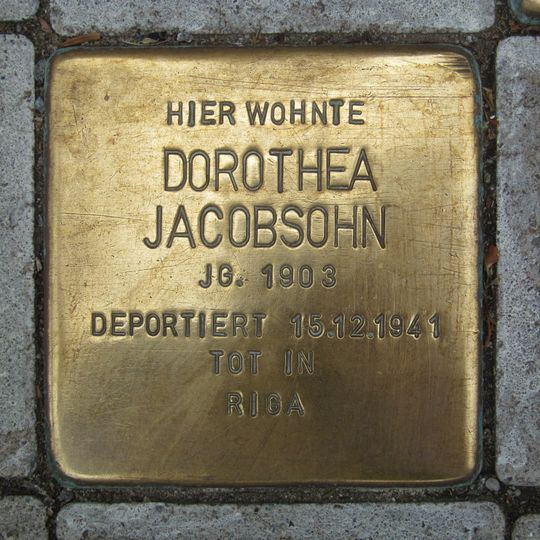 HIER WOHNTE
DOROTHEA
JACOBSOHN
JG. 1903
DEPORTIERT 15.12.1941
TOT IN
RIGA